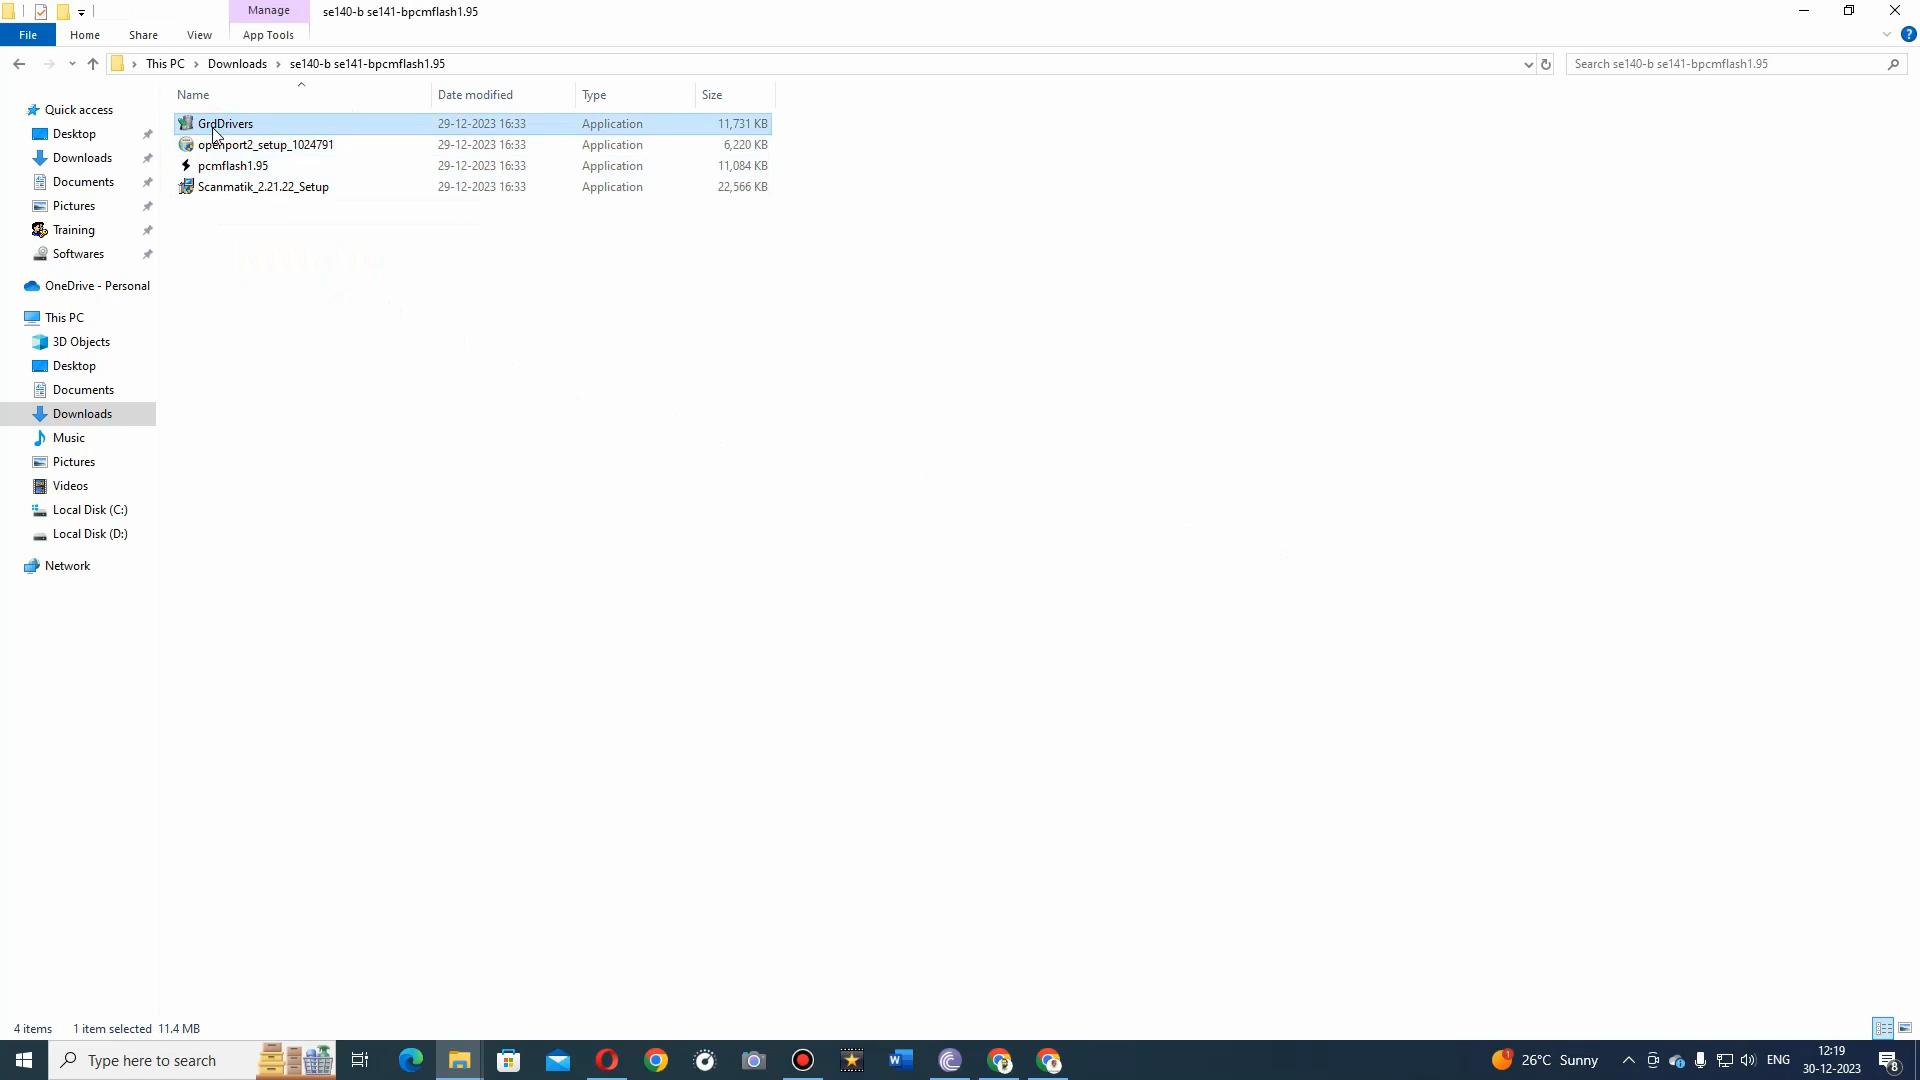 Manage
se140-b se141-bpcmflash1.95
File
Home
Share
View
App Tools
This PC
Downloads
se140-b se141-bpcmflash1.95
Search se140-b se141-bpcmflash1.95
Name
Date modified
Type
Size
GrdDrivers 29-12-2023 16:33 Application 11,731 KB
openport2_setup_1024791 29-12-2023 16:33 Application 6,220 KB
pcmflash1.95 29-12-2023 16:33 Application 11,084 KB
Scanmatik_2.21.22_Setup 29-12-2023 16:33 Application 22,566 KB
Quick access
Desktop
Downloads
Documents
Pictures
Training
Softwares
OneDrive - Personal
This PC
3D Objects
Desktop
Documents
Downloads
Music
Pictures
Videos
Local Disk (C:)
Local Disk (D:)
Network
4 items 1 item selected 11.4 MB
Type here to search
26°C Sunny
ENG
12:19
30-12-2023
8